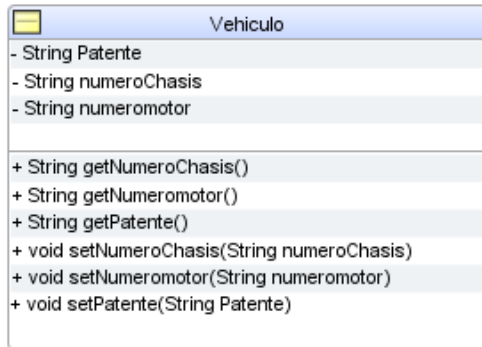 Vehiculo
- String Patente
- String numeroChasis
- String numeromotor
+ String getNumeroChasis()
+ String getNumeromotor()
+ String getPatente()
+ void setNumeroChasis(String numeroChasis)
+ void setNumeromotor(String numeromotor)
+ void setPatente(String Patente)